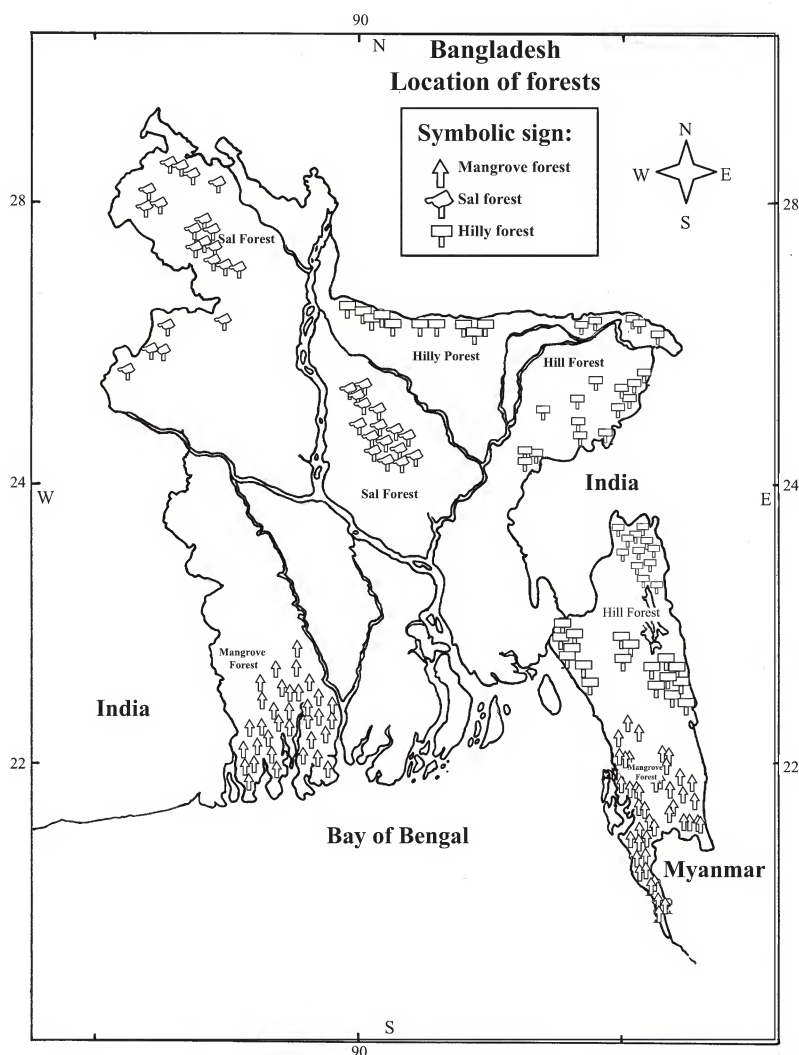 90
N
Bangladesh
Location of forests
Symbolic sign:
Mangrove forest
Sal forest
Hilly forest
N
W E
S
28
28
Sal Forest
Hilly Porest
Hill Forest
Sal Forest
24
W
India
24
E
Hill Forest
Mangrove
Forest
India
22
22
Mangrove
Forest
Bay of Bengal
Myanmar
S
90